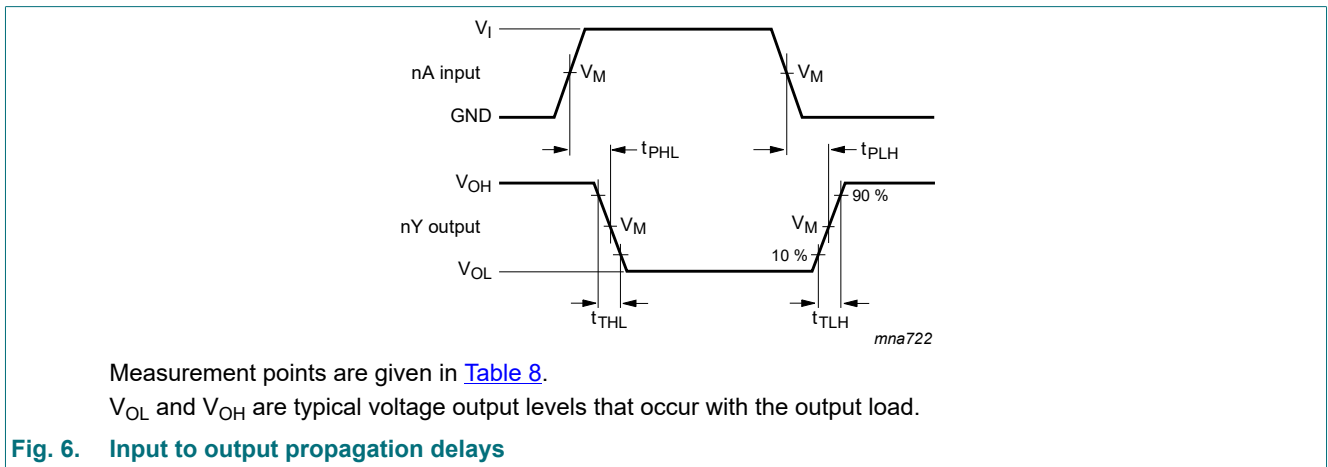 V_I
nA input
V_M
V_M
GND
t_PHL
t_PLH
V_OH
90 %
nY output
V_M
V_M
10 %
V_OL
t_THL
t_TLH
mna722
Measurement points are given in Table 8.
V_OL and V_OH are typical voltage output levels that occur with the output load.
Fig. 6. Input to output propagation delays